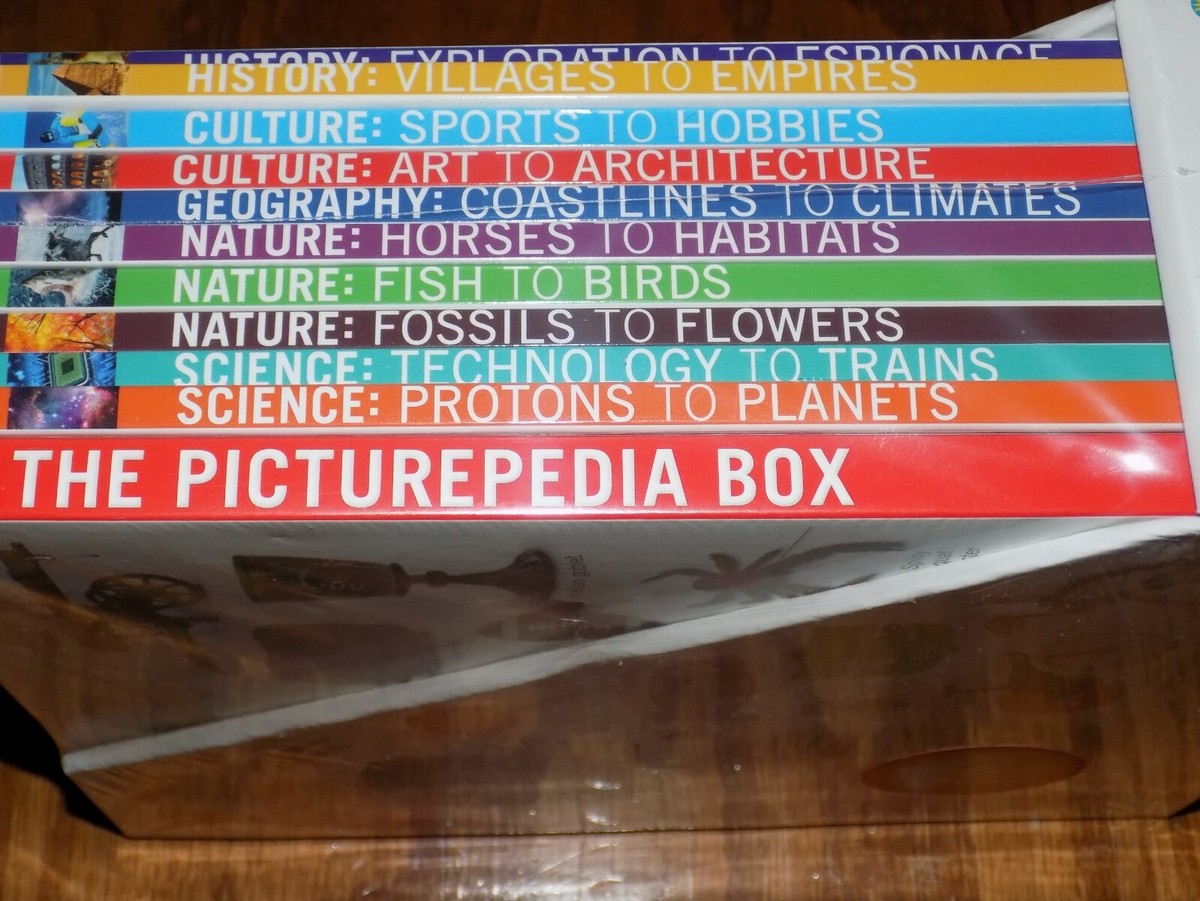 HISTORY: EXPLORATION TO ESPIONAGE
HISTORY: VILLAGES TO EMPIRES
CULTURE: SPORTS TO HOBBIES
CULTURE: ART TO ARCHITECTURE
GEOGRAPHY: COASTLINES TO CLIMATES
NATURE: HORSES TO HABITATS
NATURE: FISH TO BIRDS
NATURE: FOSSILS TO FLOWERS
SCIENCE: TECHNOLOGY TO TRAINS
SCIENCE: PROTONS TO PLANETS
THE PICTUREPEDIA BOX
goblet